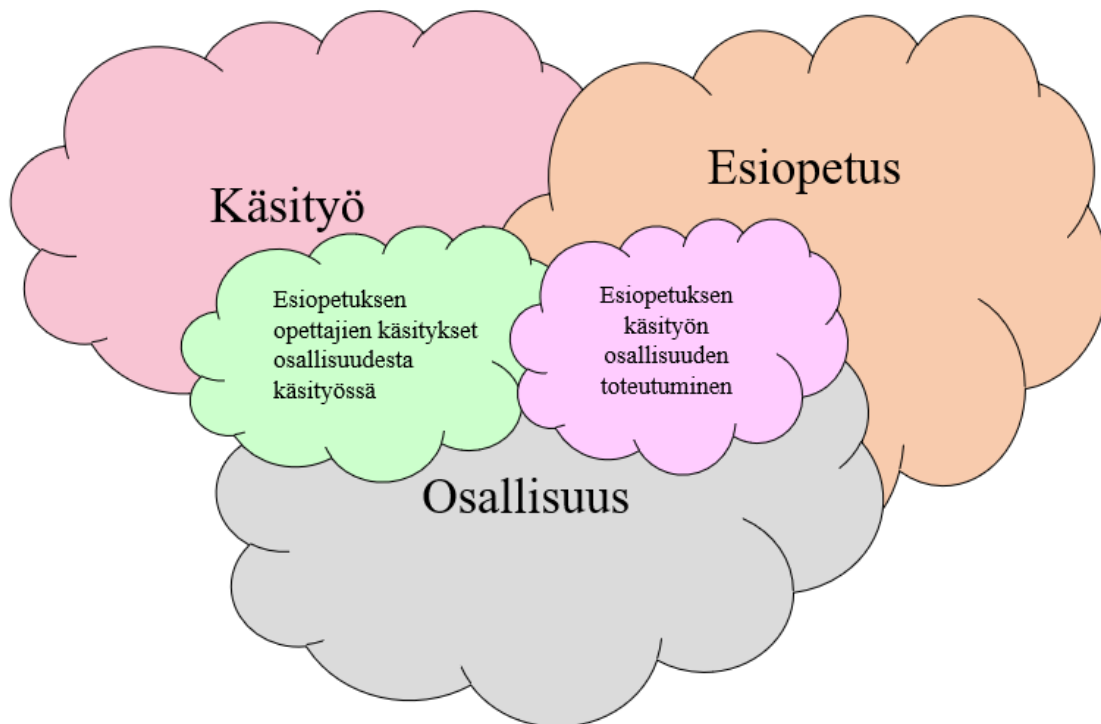 Käsityö
Esiopetus
Esiopetuksen
opettajien käsitykset
osallisuudesta
käsityössä
Esiopetuksen
käsityön
osallisuuden
toteutuminen
Osallisuus